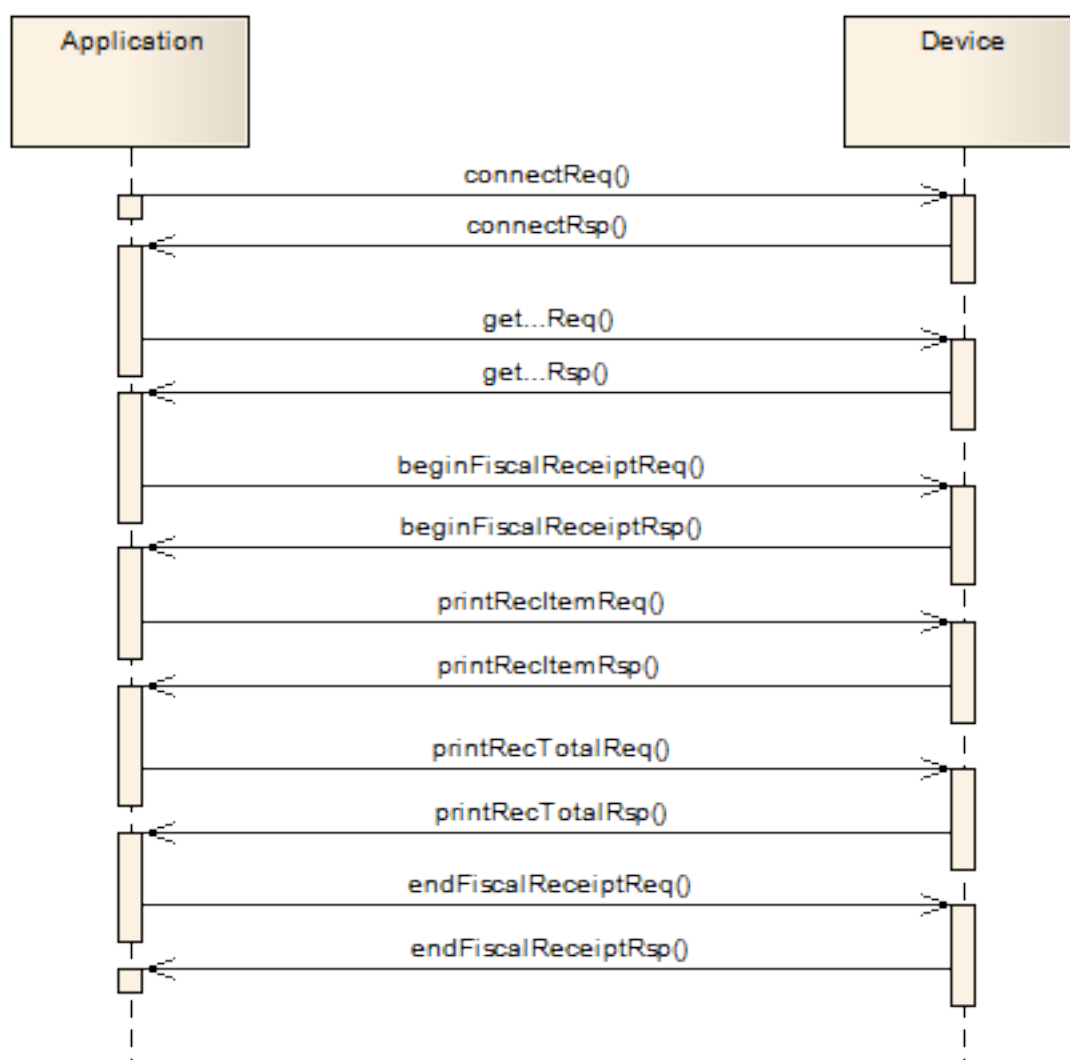 Application
Device
connectReq()
connectRsp()
get...Req()
get...Rsp()
beginFiscalReceiptReq()
beginFiscalReceiptRsp()
printRecItemReq()
printRecItemRsp()
printRecTotalReq()
printRecTotalRsp()
endFiscalReceiptReq()
endFiscalReceiptRsp()